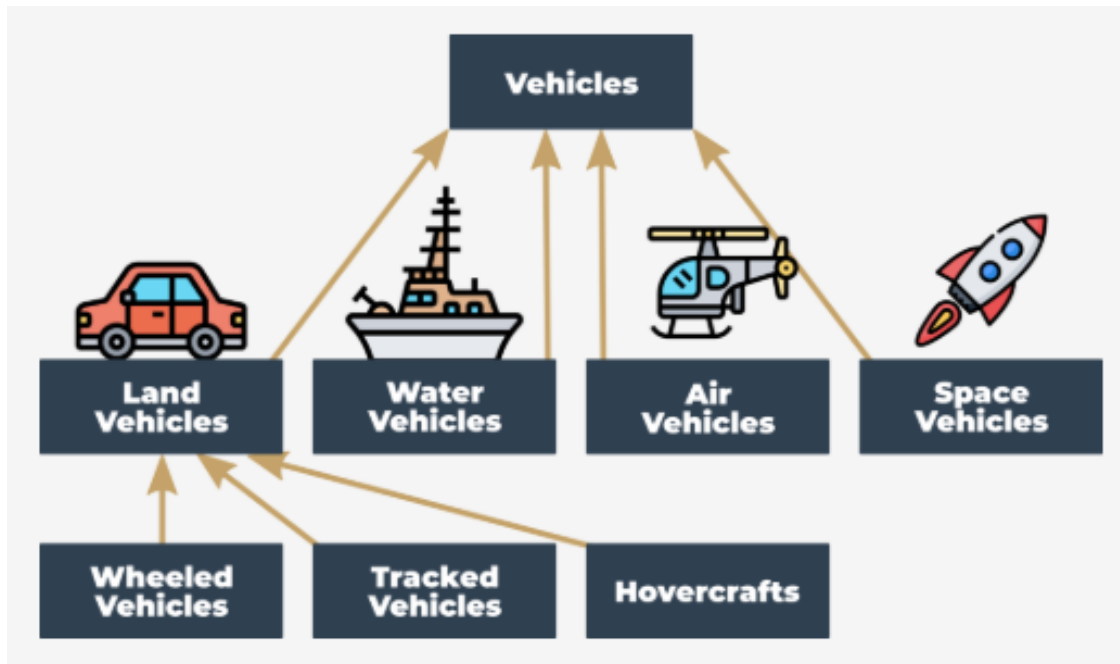 Vehicles
Land
Vehicles
Water
Vehicles
Air
Vehicles
Space
Vehicles
Wheeled
Vehicles
Tracked
Vehicles
Hovercrafts